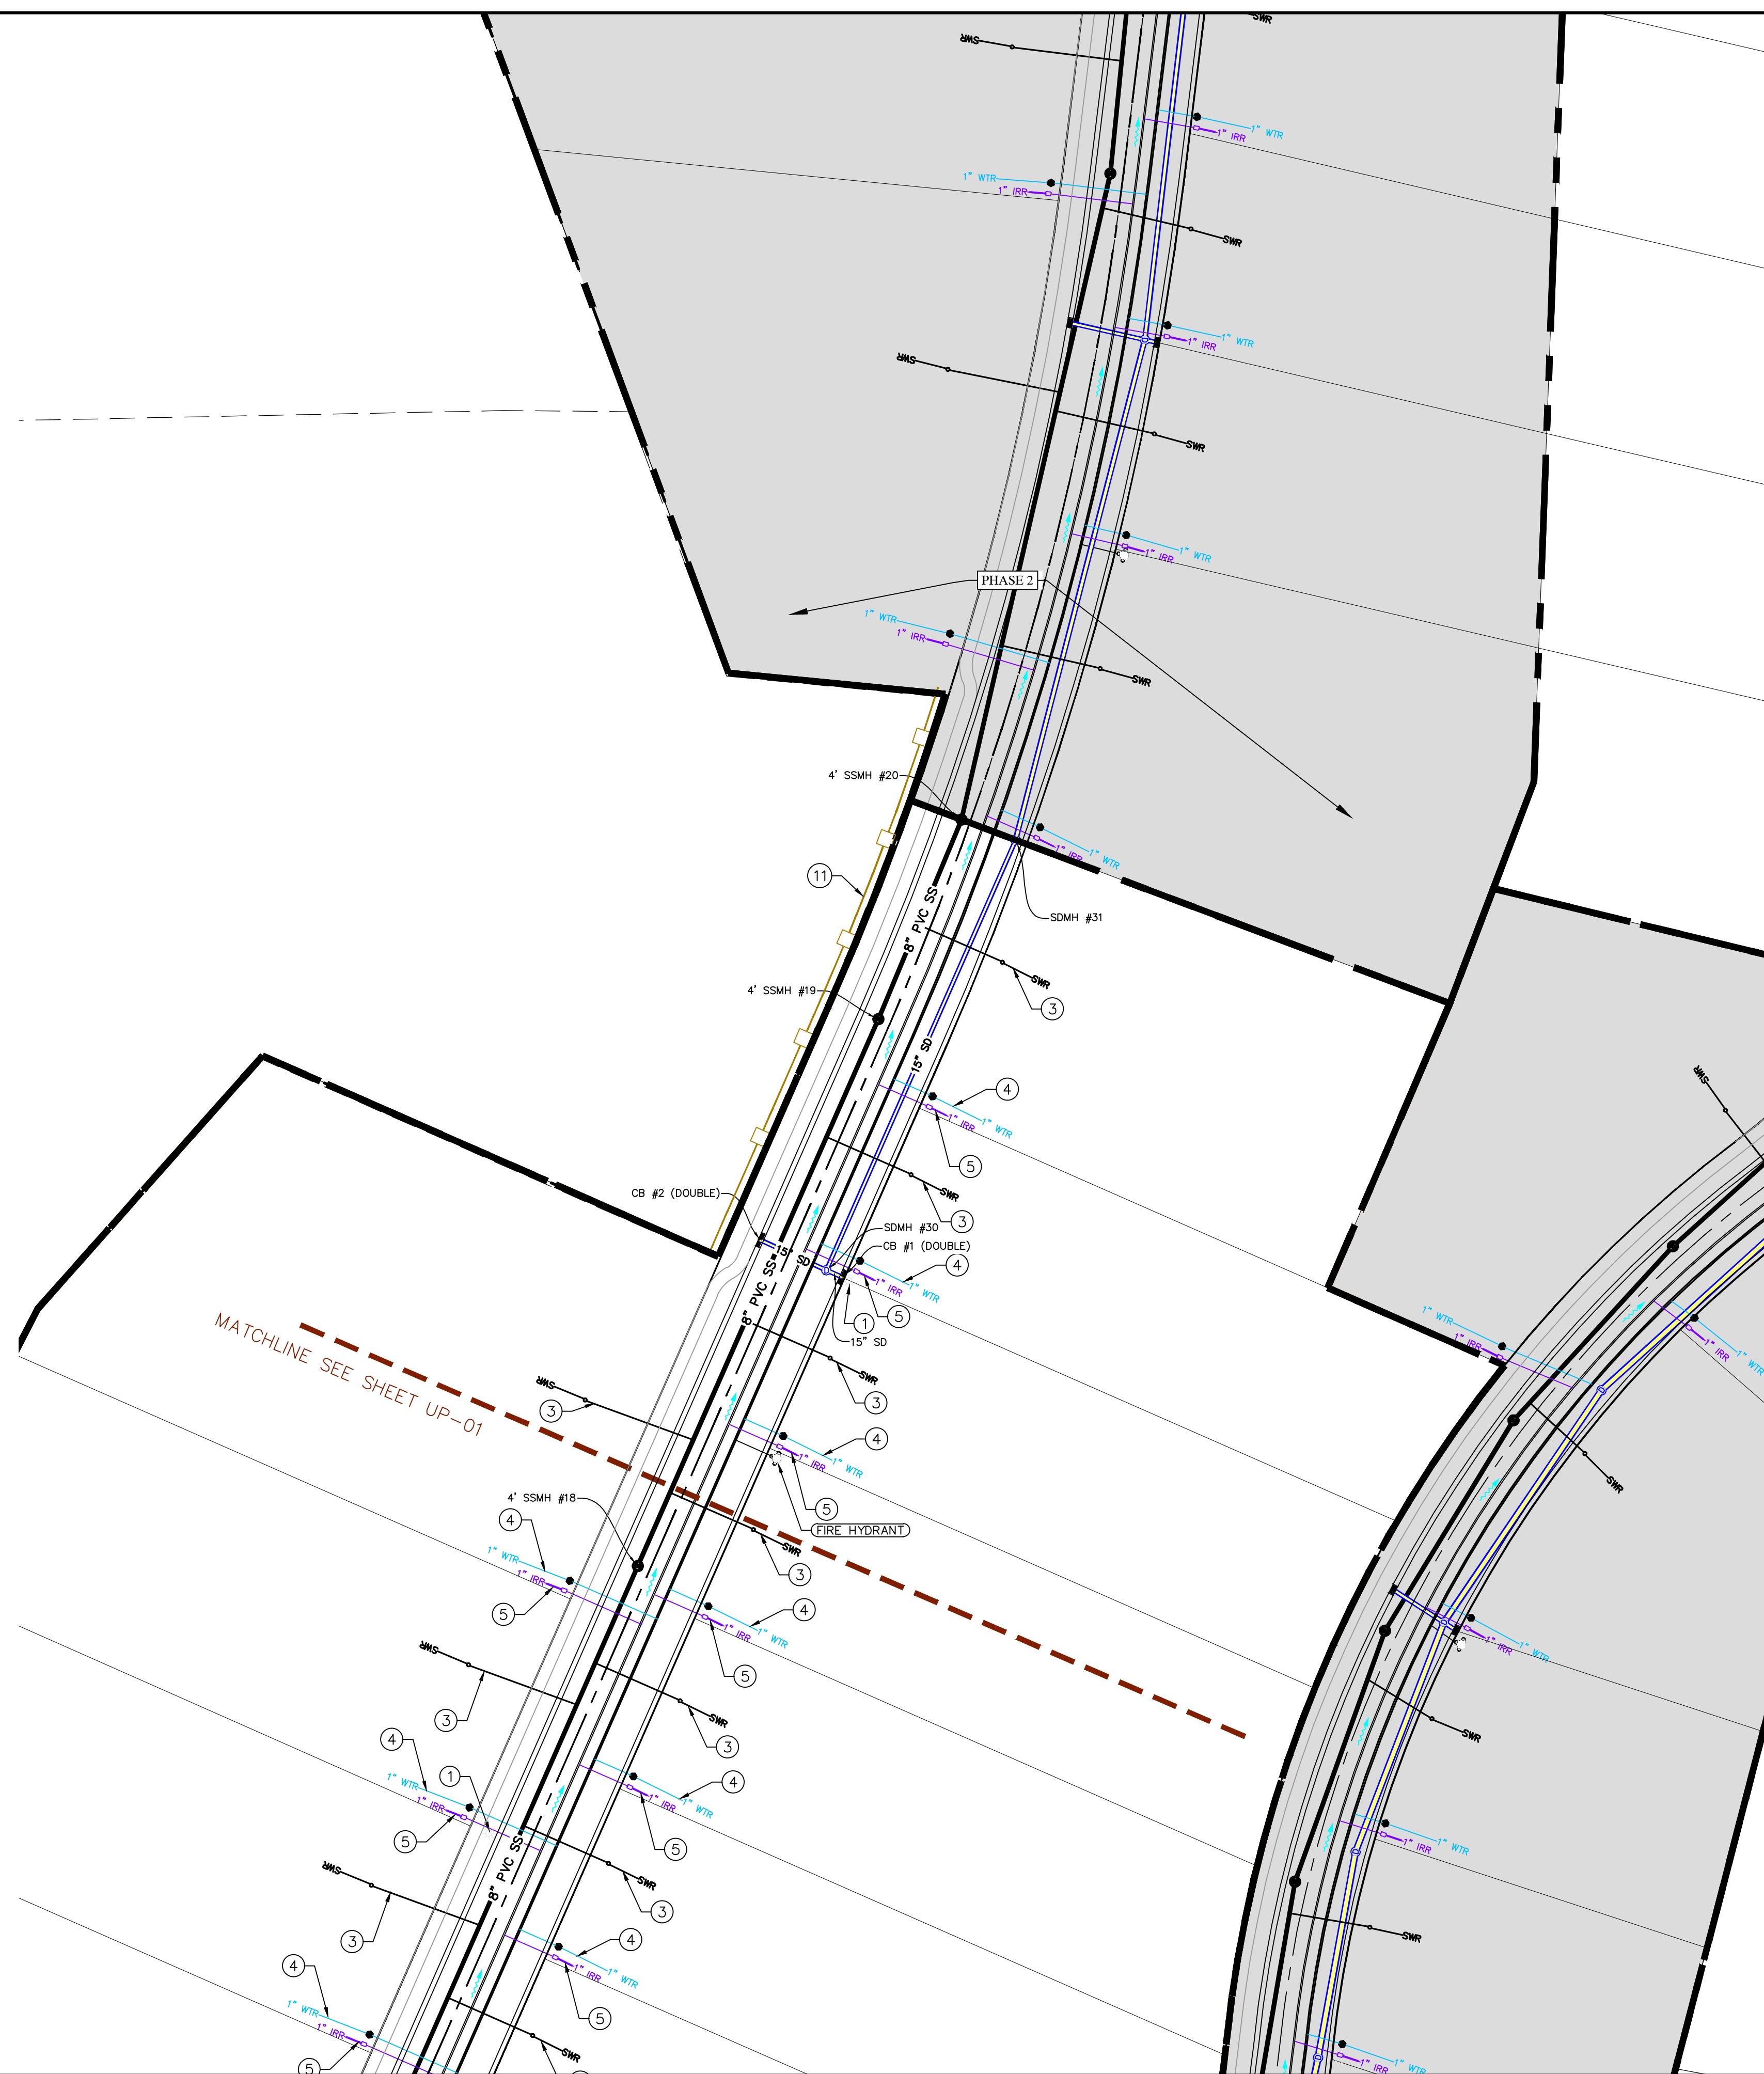 SWR
SWR
1" WTR
1" IRR
1" WTR
1" IRR
SWR
1" WTR
1" IRR
SWR
SWR
1" WTR
1" IRR
PHASE 2
1" WTR
1" IRR
SWR
4' SSMH #20
1" WTR
1" IRR
11
8" PVC SS
SDMH #31
SWR
3
4' SSMH #19
15" SD
SWR
4
1" WTR
1" IRR
5
CB #2 (DOUBLE)
SWR
3
SDMH #30
CB #1 (DOUBLE)
15" SD
4
1" WTR
1" IRR
5
1
15" SD
8" PVC SS
MATCHLINE SEE SHEET UP-01
1" WTR
1" IRR
1" IRR
1" WTR
SWR
3
SWR
3
4
1" WTR
1" IRR
5
FIRE HYDRANT
SWR
4' SSMH #18
4
1" WTR
1" IRR
5
SWR
3
4
1" WTR
1" IRR
5
1" WTR
1" IRR
SWR
3
SWR
3
SWR
4
1
1" WTR
1" IRR
5
4
1" WTR
1" IRR
5
8" PVC SS
SWR
3
SWR
3
1" WTR
1" IRR
SWR
4
1" WTR
1" IRR
5
4
1" WTR
1" IRR
5
SWR
1" WTR
1" IRR